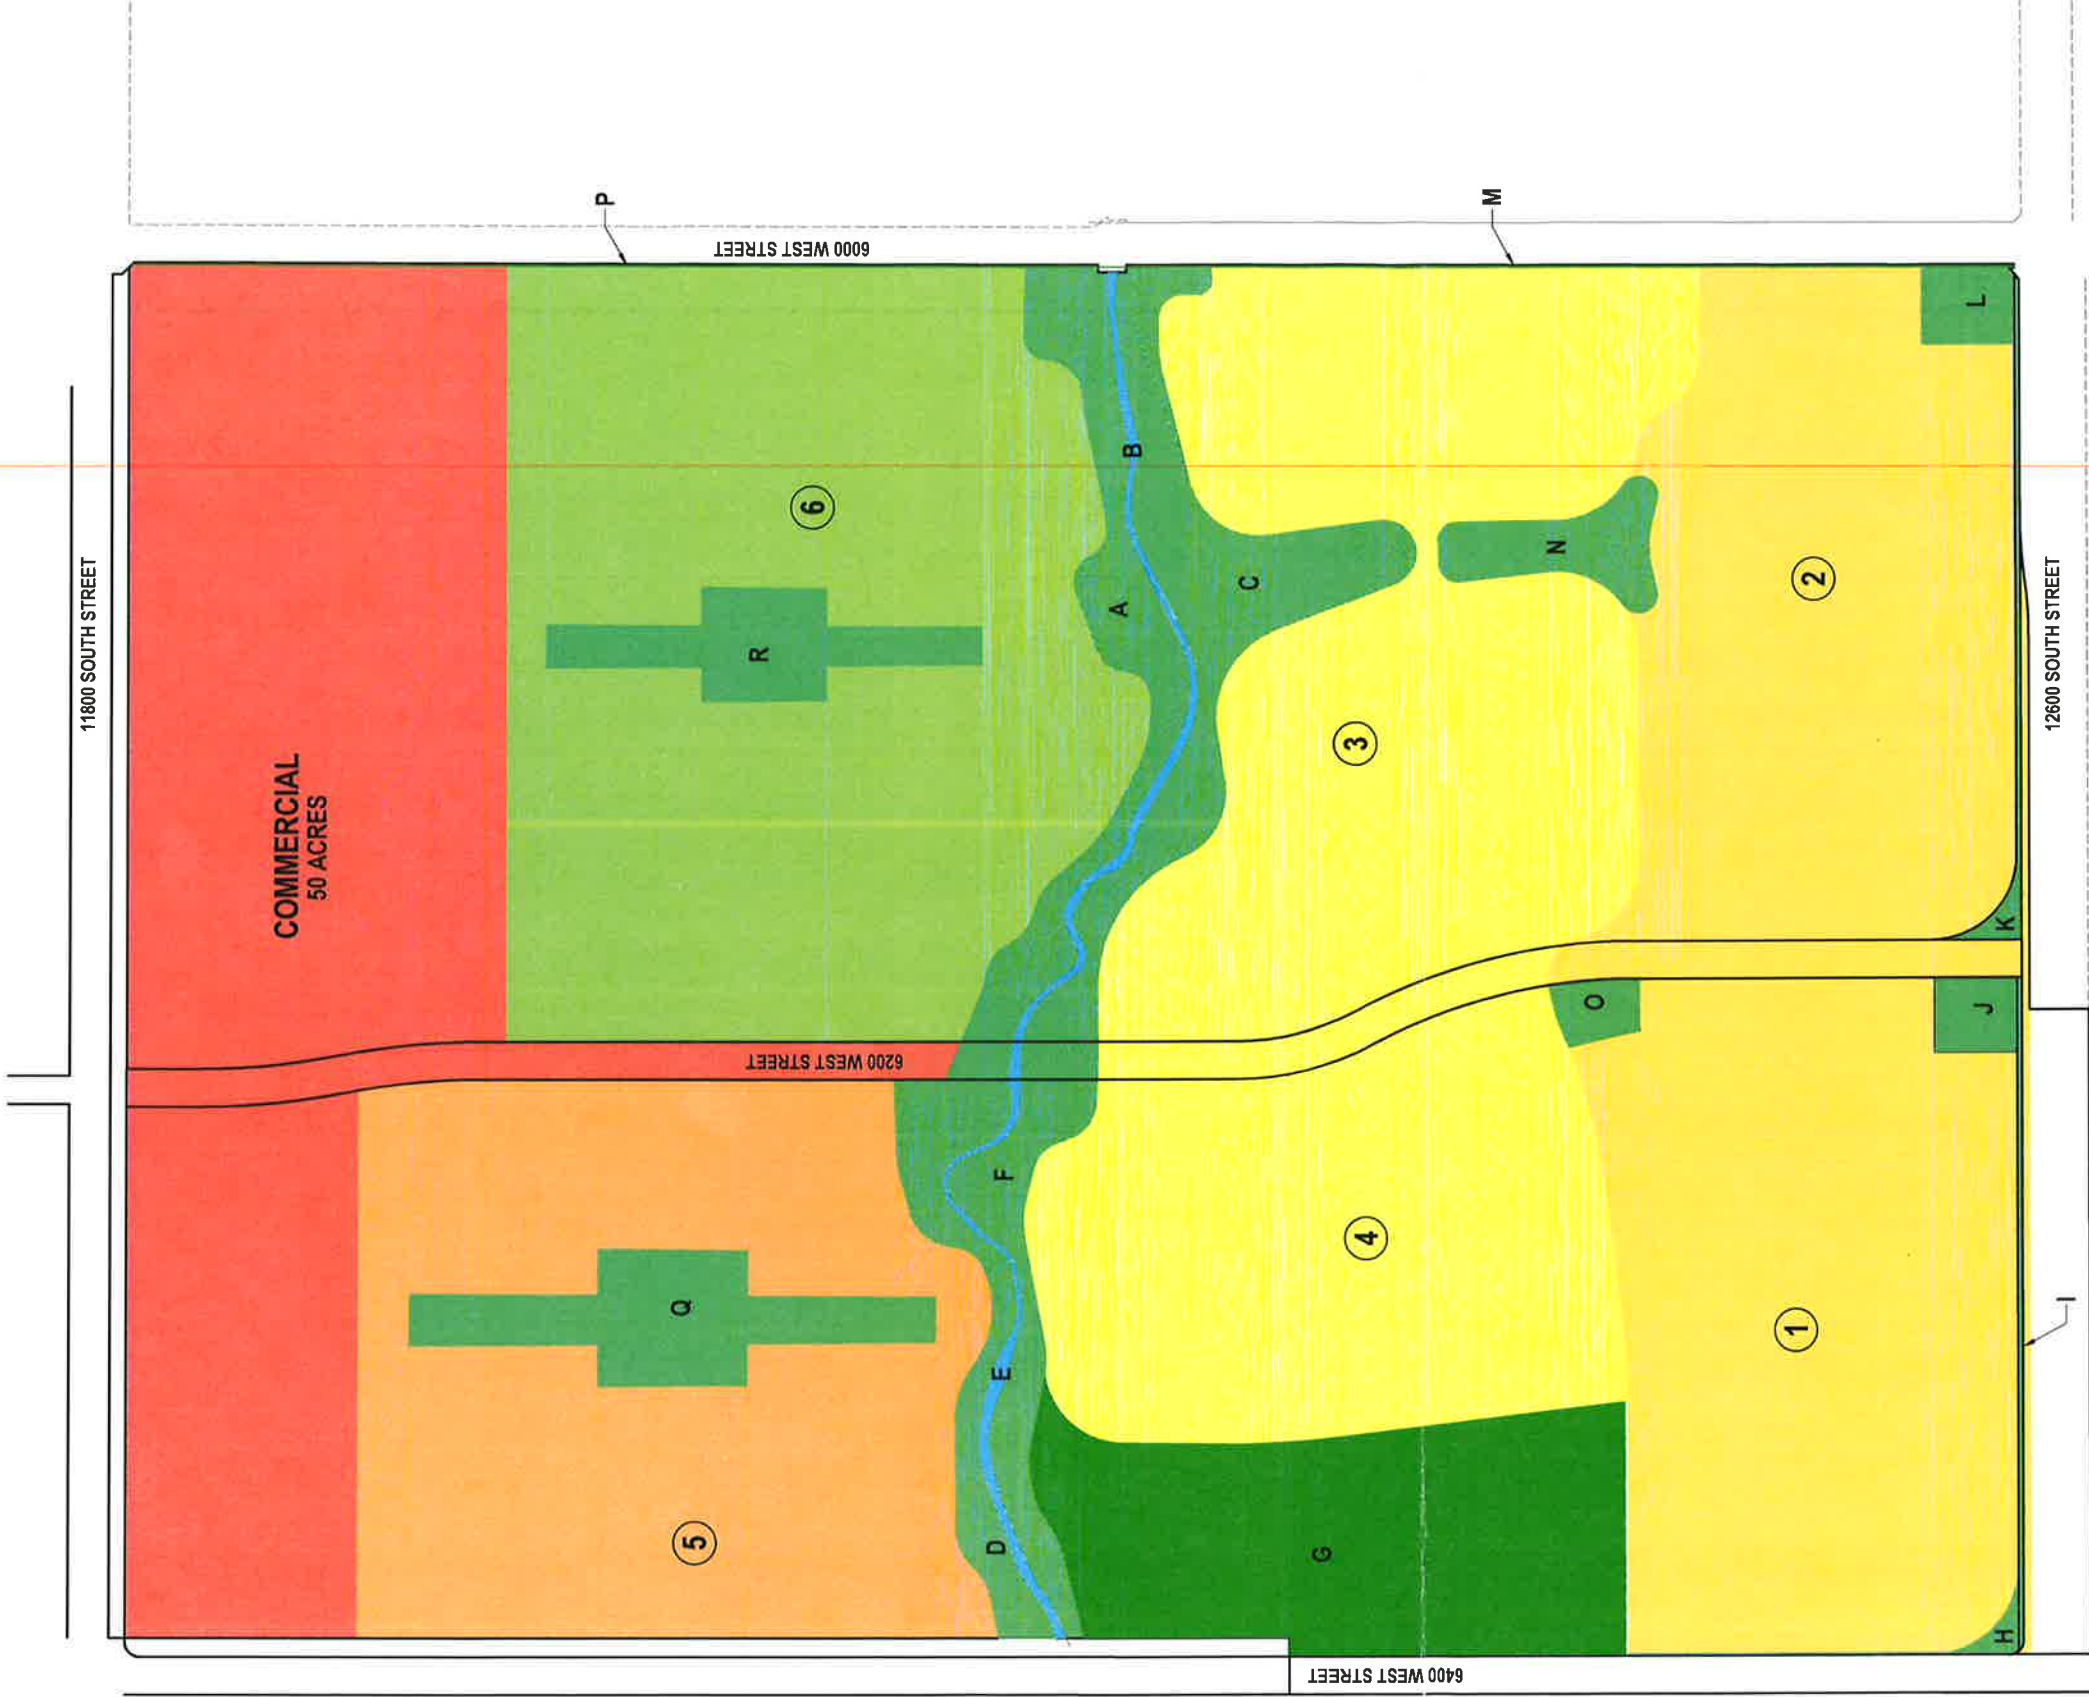 11800 SOUTH STREET
COMMERCIAL
50 ACRES
6000 WEST STREET
P
M
6
R
A
B
C
N
L
2
3
6200 WEST STREET
K
12600 SOUTH STREET
O
J
F
Q
E
4
1
I
5
D
G
H
6400 WEST STREET